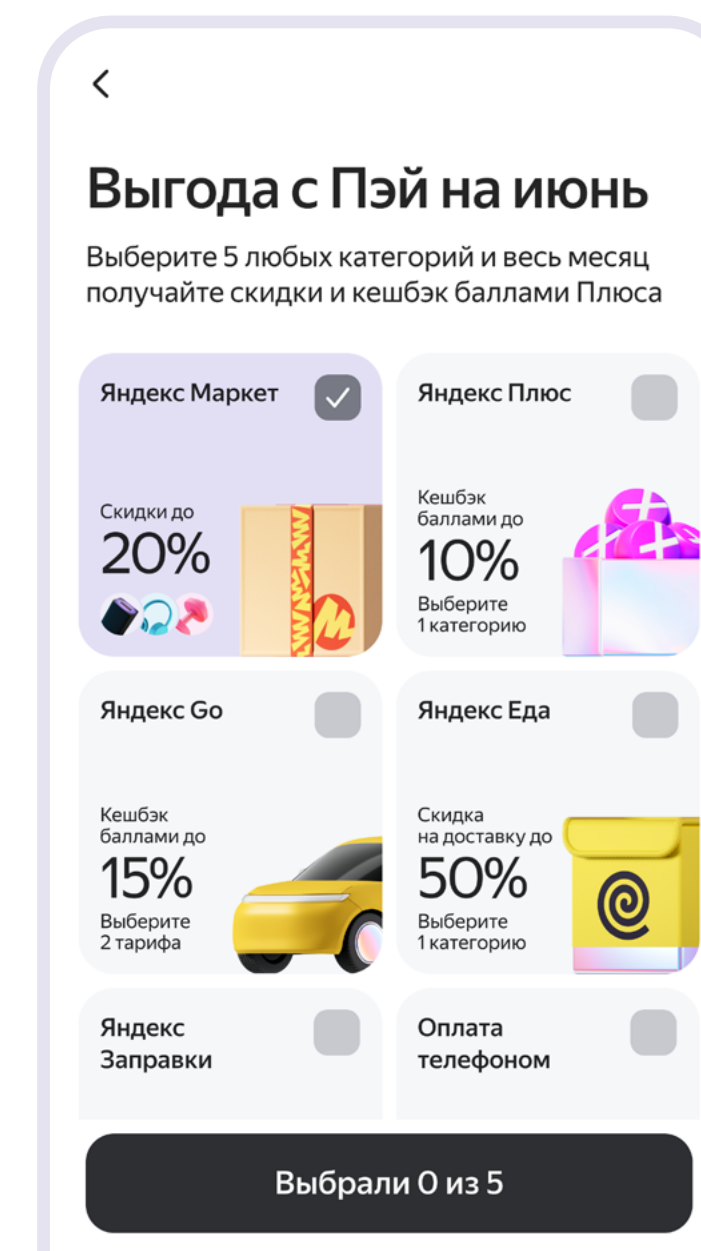 Выгода с Пэй на июнь
Выберите 5 любых категорий и весь месяц
получайте скидки и кешбэк баллами Плюса
Яндекс Маркет
Скидки до
20%
Яндекс Плюс
Кешбэк
баллами до
10%
Выберите
1 категорию
Яндекс Go
Кешбэк
баллами до
15%
Выберите
2 тарифа
Яндекс Еда
Скидка
на доставку до
50%
Выберите
1 категорию
Яндекс
Заправки
Оплата
телефоном
Выбрали 0 из 5